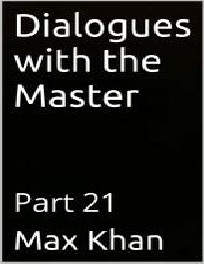 Dialogues
with the
Master
Part 21
Max Khan